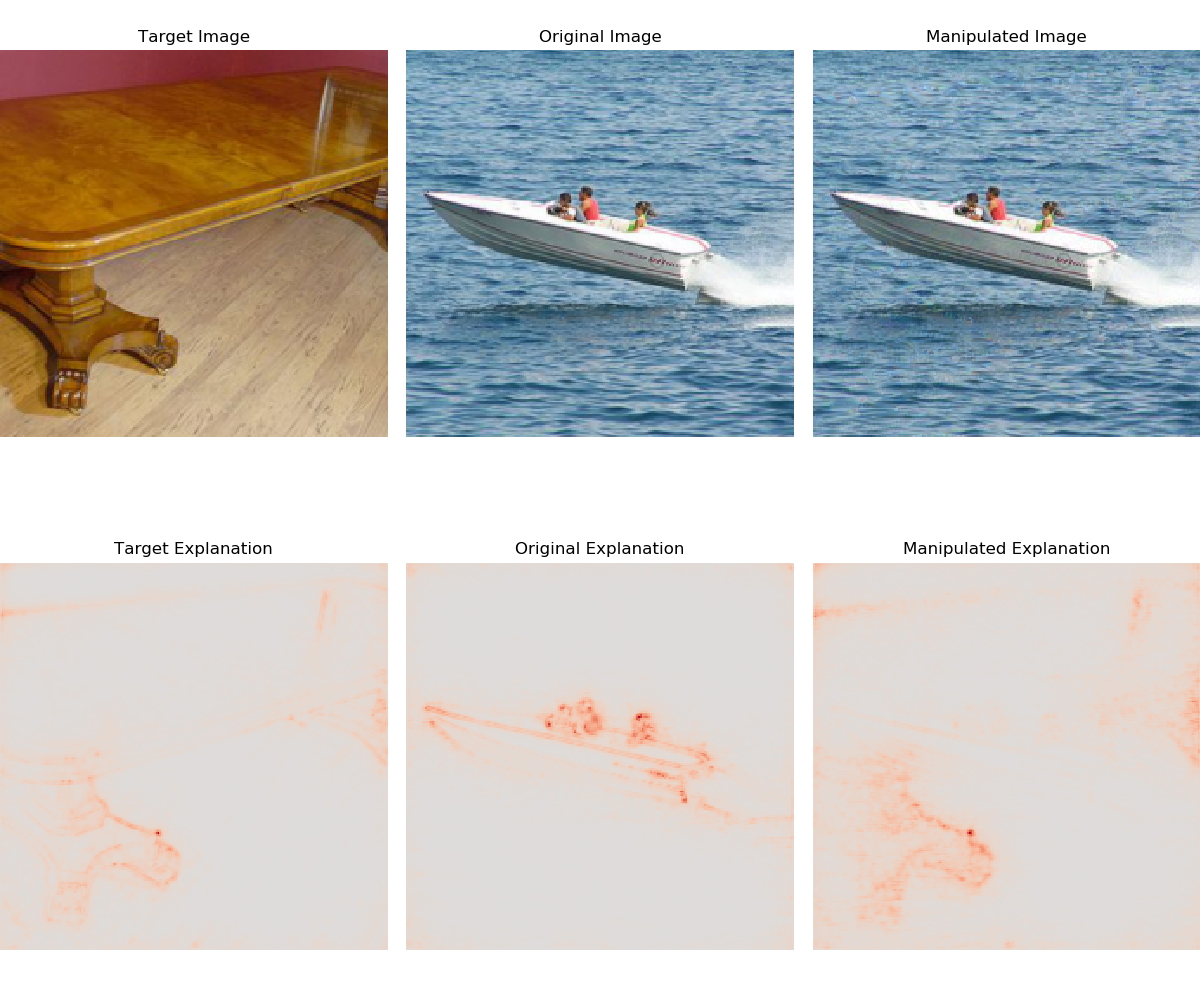 Target Image
Original Image
Manipulated Image
Target Explanation
Original Explanation
Manipulated Explanation